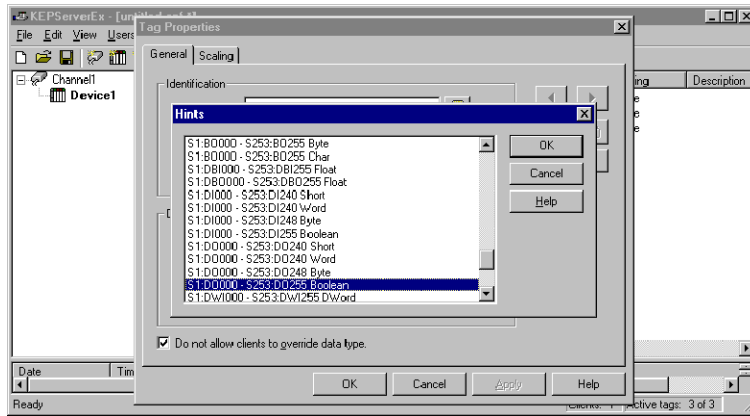 KEPServerEx - [untitled.opf *]
File Edit View Users
Tag Properties
General Scaling
Channel1
Device1
Identification
ing Description
Hints
S1:BO000 - S253:BO255 Byte
S1:BO000 - S253:BO255 Char
S1:DBI000 - S253:DBI255 Float
S1:DBO000 - S253:DBO255 Float
S1:DI000 - S253:DI240 Short
S1:DI000 - S253:DI240 Word
S1:DI000 - S253:DI248 Byte
S1:DI000 - S253:DI255 Boolean
S1:DO000 - S253:DO240 Short
S1:DO000 - S253:DO240 Word
S1:DO000 - S253:DO248 Byte
S1:DO000 - S253:DO255 Boolean
S1:DWI000 - S253:DWI255 DWord
OK
Cancel
Help
Do not allow clients to override data type.
OK Cancel Apply Help
Date Tim
Ready
Clients: 1 Active tags: 3 of 3